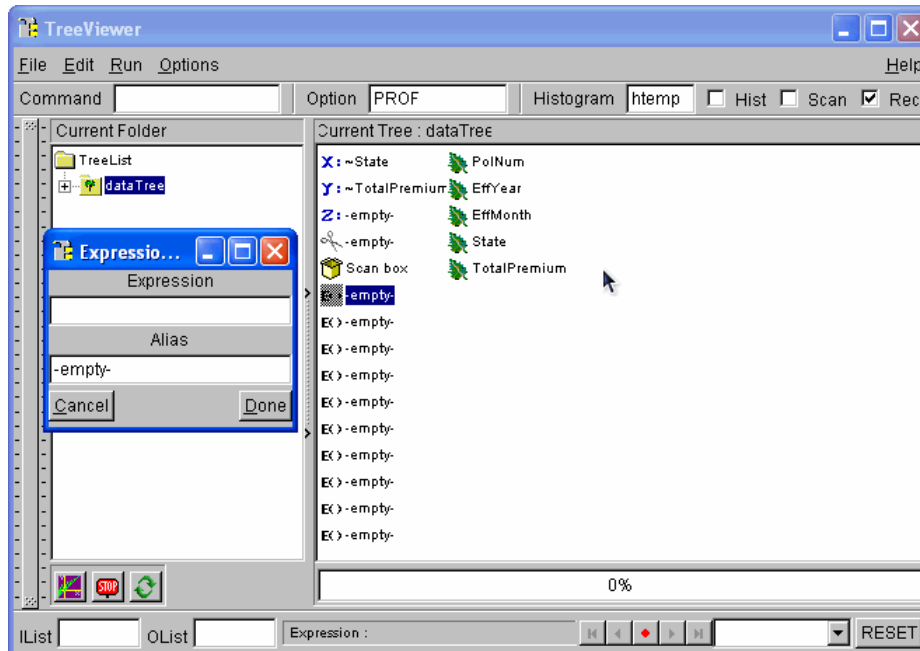 TreeViewer
File Edit Run Options Help
Command Option PROF Histogram htemp Hist Scan Rec
Current Folder
TreeList
dataTree
Current Tree : dataTree
X: ~State PolNum
Y: ~TotalPremium EffYear
Z: -empty- EffMonth
-empty- State
Scan box TotalPremium
E() -empty-
E() -empty-
E() -empty-
E() -empty-
E() -empty-
E() -empty-
E() -empty-
E() -empty-
E() -empty-
E() -empty-
Expressio...
Expression
Alias
-empty-
Cancel Done
STOP
0%
IList OList Expression : RESET